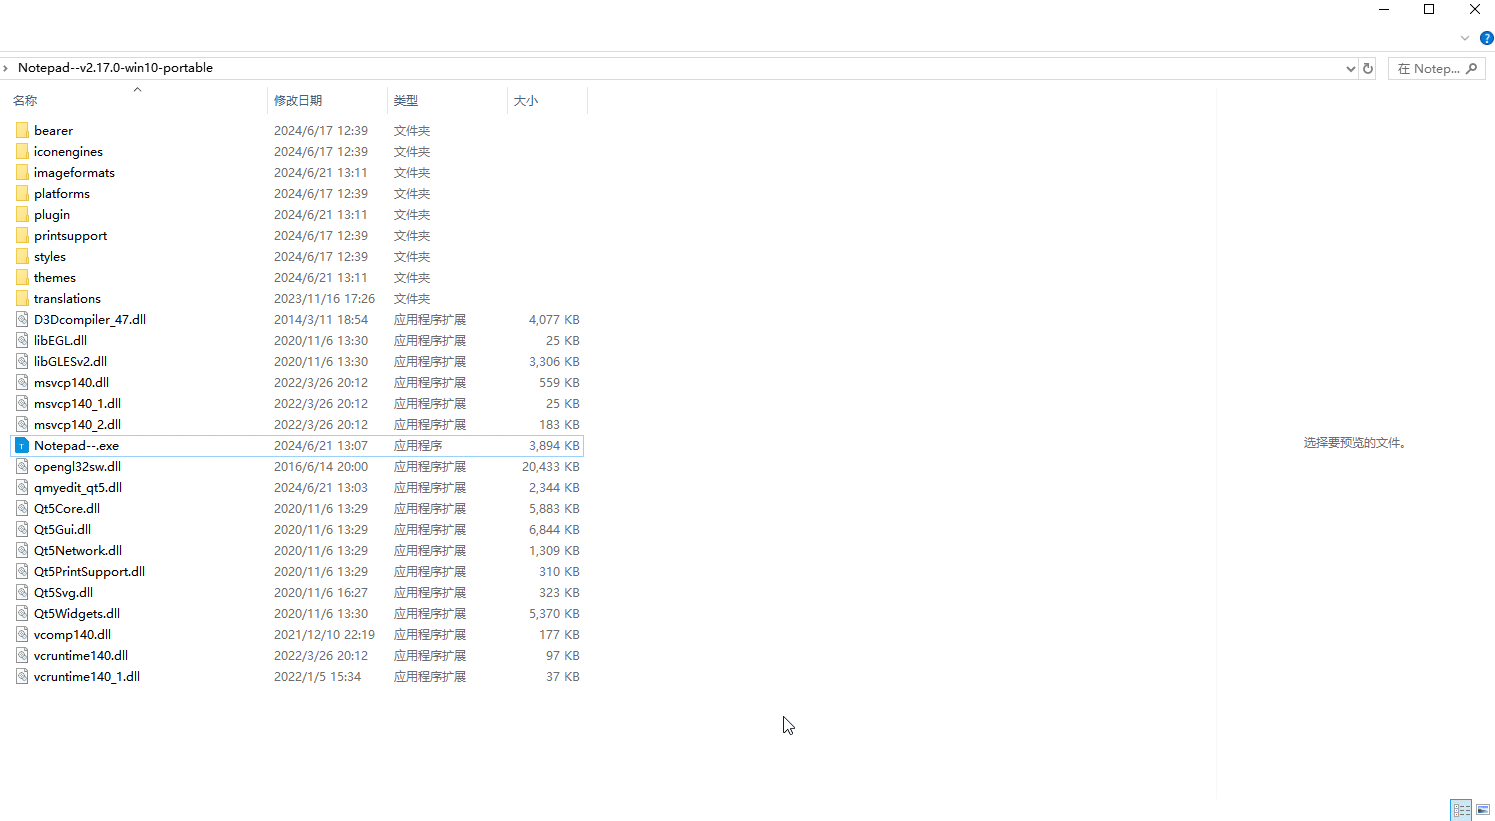 Notepad--v2.17.0-win10-portable 在 Notep...
名称 修改日期 类型 大小
bearer 2024/6/17 12:39 文件夹
iconengines 2024/6/17 12:39 文件夹
imageformats 2024/6/21 13:11 文件夹
platforms 2024/6/17 12:39 文件夹
plugin 2024/6/21 13:11 文件夹
printsupport 2024/6/17 12:39 文件夹
styles 2024/6/17 12:39 文件夹
themes 2024/6/21 13:11 文件夹
translations 2023/11/16 17:26 文件夹
D3Dcompiler_47.dll 2014/3/11 18:54 应用程序扩展 4,077 KB
libEGL.dll 2020/11/6 13:30 应用程序扩展 25 KB
libGLESv2.dll 2020/11/6 13:30 应用程序扩展 3,306 KB
msvcp140.dll 2022/3/26 20:12 应用程序扩展 559 KB
msvcp140_1.dll 2022/3/26 20:12 应用程序扩展 25 KB
msvcp140_2.dll 2022/3/26 20:12 应用程序扩展 183 KB
Notepad--.exe 2024/6/21 13:07 应用程序 3,894 KB
opengl32sw.dll 2016/6/14 20:00 应用程序扩展 20,433 KB
qmyedit_qt5.dll 2024/6/21 13:03 应用程序扩展 2,344 KB
Qt5Core.dll 2020/11/6 13:29 应用程序扩展 5,883 KB
Qt5Gui.dll 2020/11/6 13:29 应用程序扩展 6,844 KB
Qt5Network.dll 2020/11/6 13:29 应用程序扩展 1,309 KB
Qt5PrintSupport.dll 2020/11/6 13:29 应用程序扩展 310 KB
Qt5Svg.dll 2020/11/6 16:27 应用程序扩展 323 KB
Qt5Widgets.dll 2020/11/6 13:30 应用程序扩展 5,370 KB
vcomp140.dll 2021/12/10 22:19 应用程序扩展 177 KB
vcruntime140.dll 2022/3/26 20:12 应用程序扩展 97 KB
vcruntime140_1.dll 2022/1/5 15:34 应用程序扩展 37 KB
选择要预览的文件。